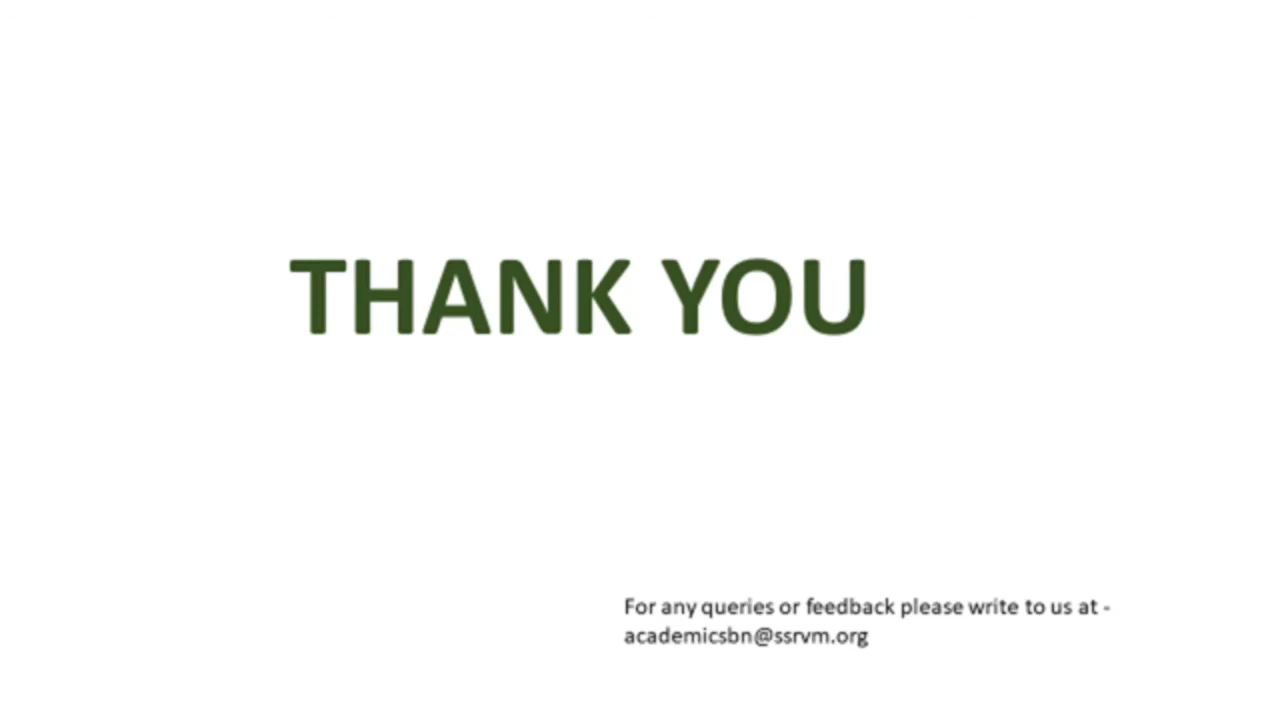 THANK YOU
For any queries or feedback please write to us at -
academicsbn@ssrvm.org